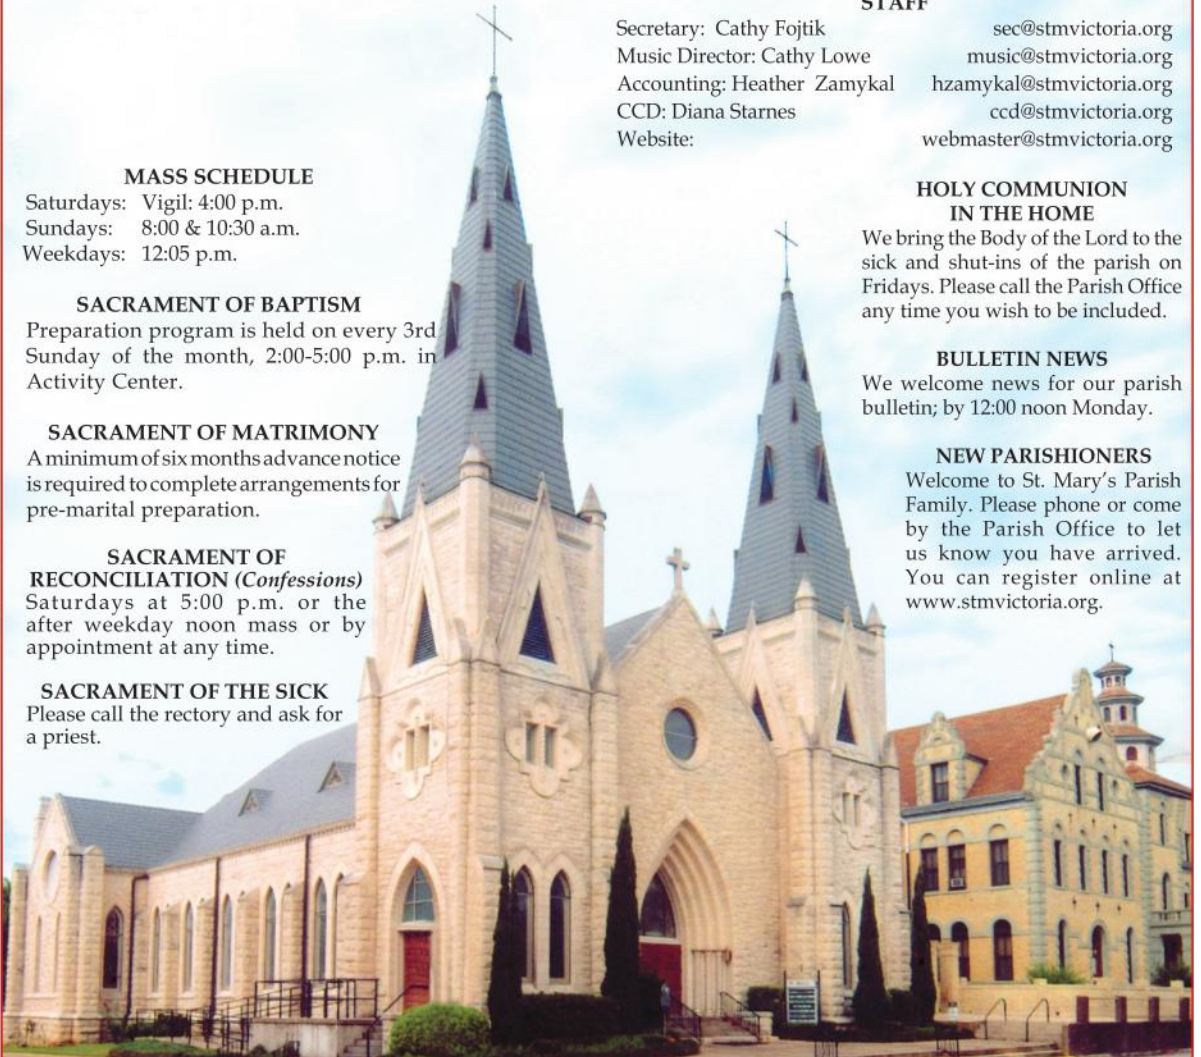 STAFF
Secretary: Cathy Fojtik sec@stmvictoria.org
Music Director: Cathy Lowe music@stmvictoria.org
Accounting: Heather Zamykal hzamykal@stmvictoria.org
CCD: Diana Starnes ccd@stmvictoria.org
Website: webmaster@stmvictoria.org
MASS SCHEDULE
Saturdays: Vigil: 4:00 p.m.
Sundays: 8:00 & 10:30 a.m.
Weekdays: 12:05 p.m.
SACRAMENT OF BAPTISM
Preparation program is held on every 3rd
Sunday of the month, 2:00-5:00 p.m. in
Activity Center.
SACRAMENT OF MATRIMONY
A minimum of six months advance notice
is required to complete arrangements for
pre-marital preparation.
SACRAMENT OF
RECONCILIATION (Confessions)
Saturdays at 5:00 p.m. or the
after weekday noon mass or by
appointment at any time.
SACRAMENT OF THE SICK
Please call the rectory and ask for
a priest.
HOLY COMMUNION
IN THE HOME
We bring the Body of the Lord to the
sick and shut-ins of the parish on
Fridays. Please call the Parish Office
any time you wish to be included.
BULLETIN NEWS
We welcome news for our parish
bulletin; by 12:00 noon Monday.
NEW PARISHIONERS
Welcome to St. Mary's Parish
Family. Please phone or come
by the Parish Office to let
us know you have arrived.
You can register online at
www.stmvictoria.org.